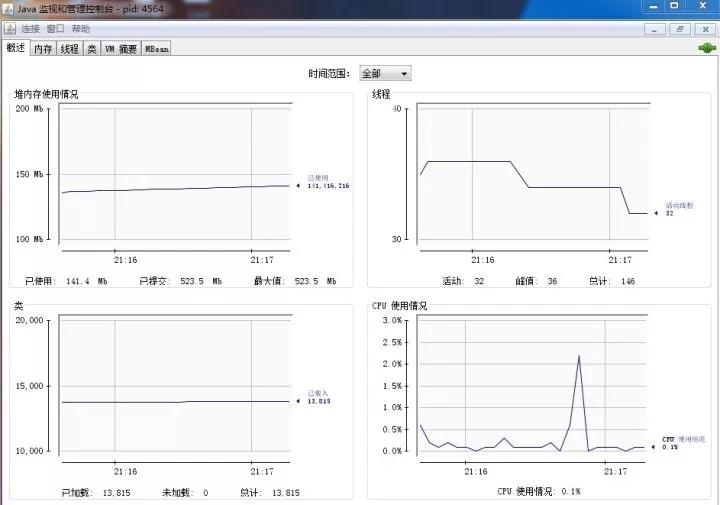 Java 监视和管理控制台 - pid: 4564
连接 窗口 帮助
概述 内存 线程 类 VM 摘要 MBean
时间范围： 全部
堆内存使用情况
200 Mb
150 Mb
100 Mb
已使用
141,416,216
21:16 21:17
已使用: 141.4 Mb 已提交: 523.5 Mb 最大值: 523.5 Mb
线程
40
30
活动线程
32
21:16 21:17
活动: 32 峰值: 36 总计: 146
类
20,000
15,000
10,000
已装入
13,815
21:16 21:17
已加载: 13,815 未加载: 0 总计: 13,815
CPU 使用情况
3.0%
2.5%
2.0%
1.5%
1.0%
0.5%
0.0%
CPU 使用情况
0.1%
21:16 21:17
CPU 使用情况: 0.1%